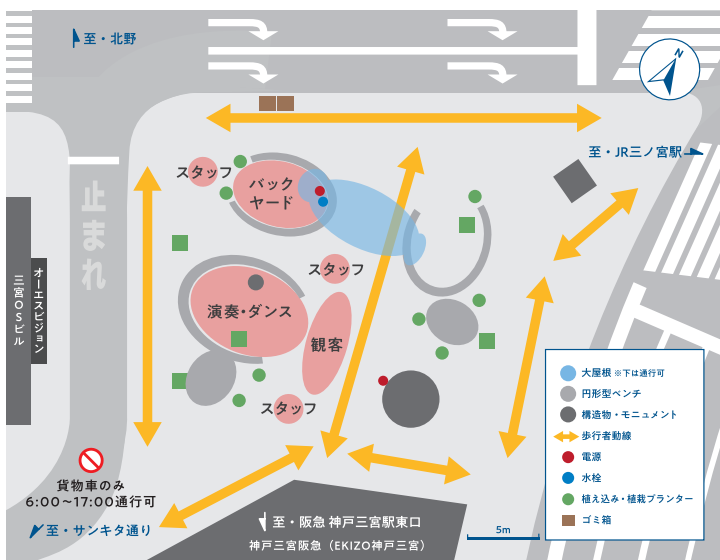 至・北野
N
至・JR三ノ宮駅
スタッフ
バック
ヤード
止まれ
スタッフ
演奏・ダンス
観客
スタッフ
三宮OSビル
オーエスビジョン
貨物車のみ
6:00〜17:00通行可
至・サンキタ通り
至・阪急 神戸三宮駅東口
神戸三宮阪急（EKIZO神戸三宮）
5m
大屋根 ※下は通行可
円形型ベンチ
構造物・モニュメント
歩行者動線
電源
水栓
植え込み・植栽プランター
ゴミ箱